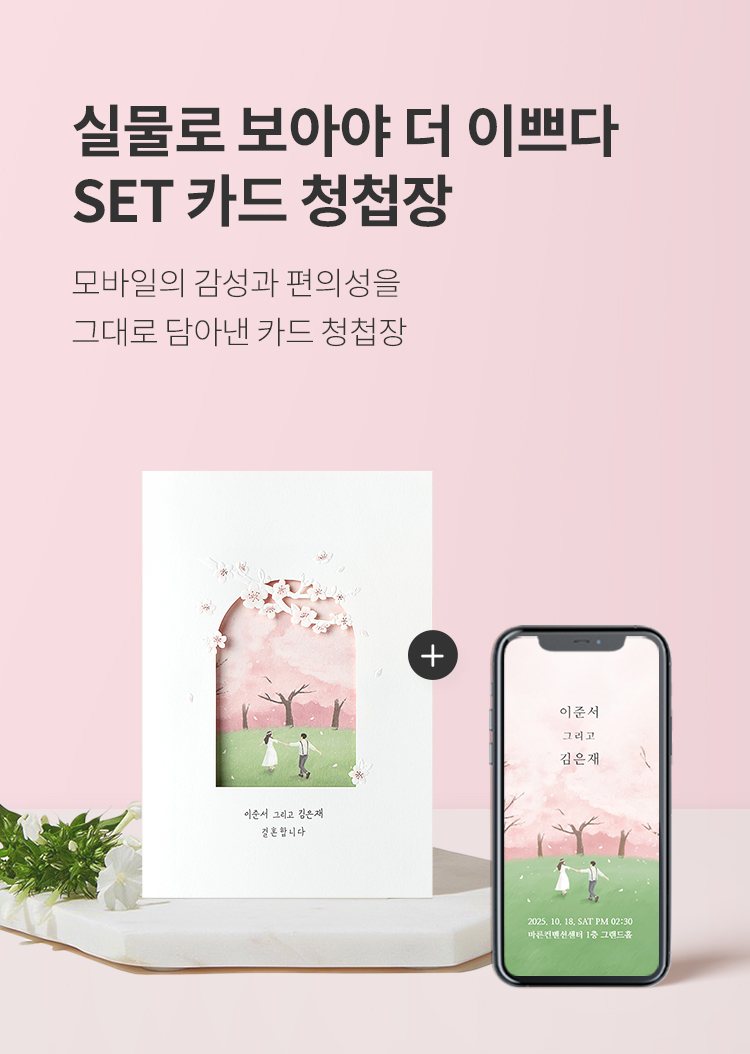 실물로 보아야 더 이쁘다
SET 카드 청첩장
모바일의 감성과 편의성을
그대로 담아낸 카드 청첩장
이준서 그리고 김은재
결혼합니다
이준서
그리고
김은재
2025. 10. 18. SAT PM 02:30
바른컨벤션센터 1층 그랜드홀